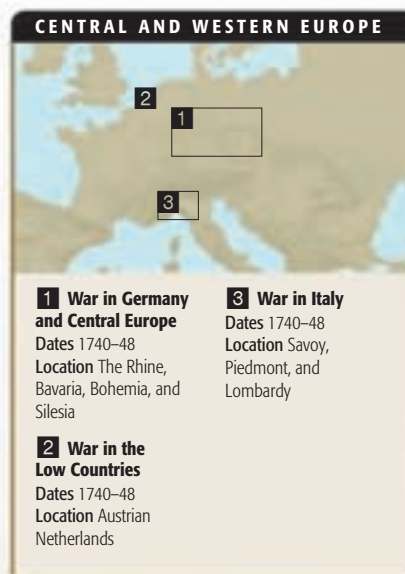 CENTRAL AND WESTERN EUROPE
2
1
3
1 War in Germany
and Central Europe
Dates 1740–48
Location The Rhine,
Bavaria, Bohemia, and
Silesia
2 War in the
Low Countries
Dates 1740–48
Location Austrian
Netherlands
3 War in Italy
Dates 1740–48
Location Savoy,
Piedmont, and
Lombardy